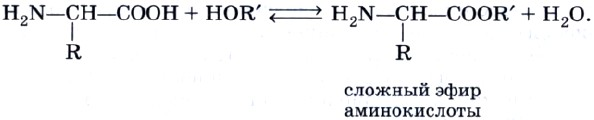 H₂N—CH—COOH + HOR′ ⇄ H₂N—CH—COOR′ + H₂O.
R R
сложный эфир
аминокислоты